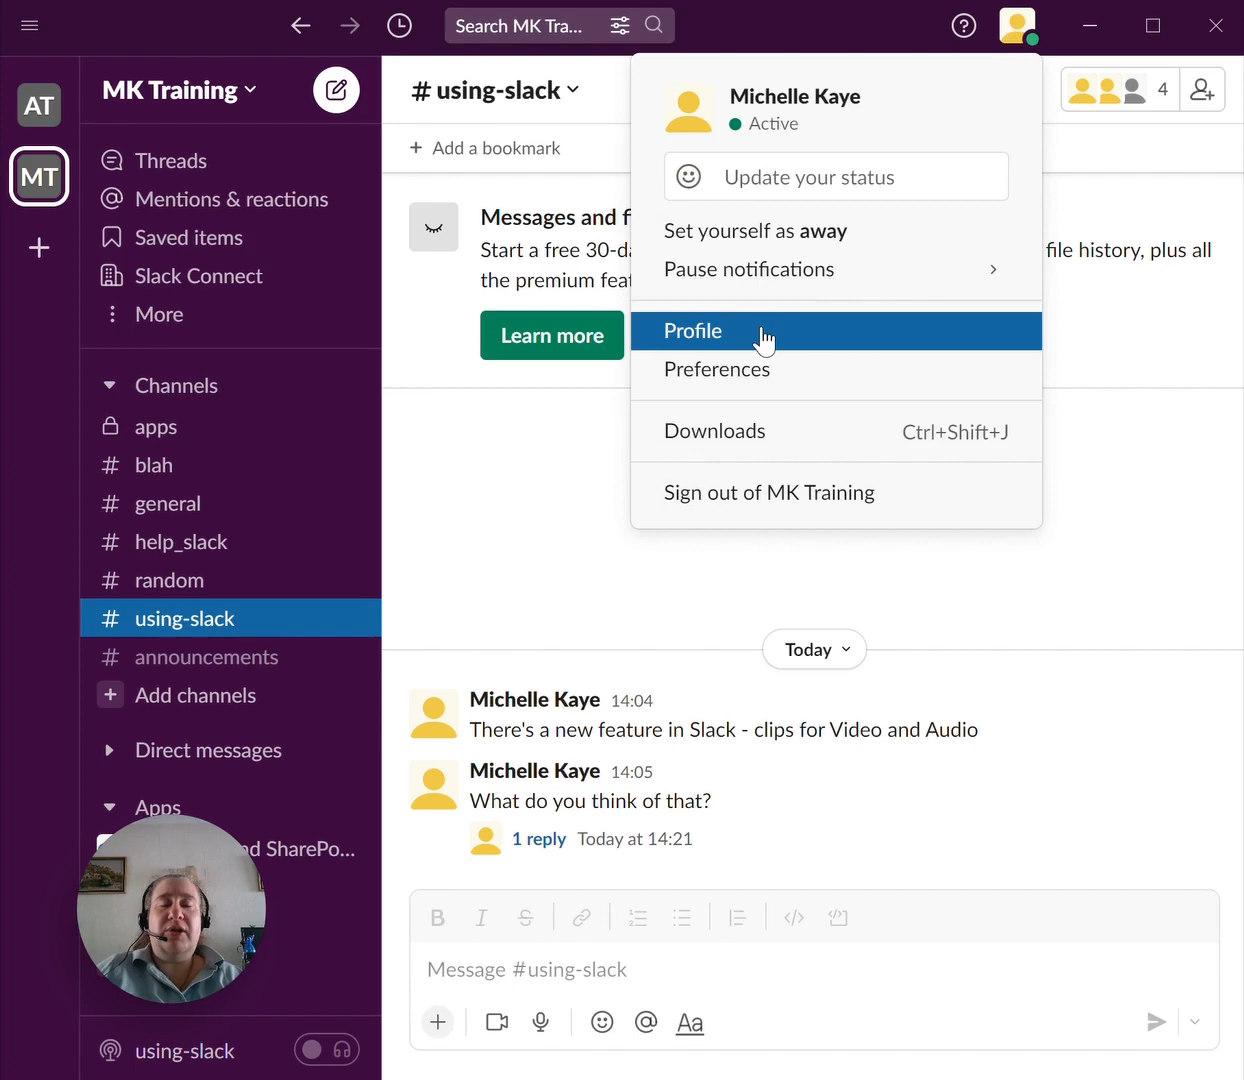 Search MK Tra...
AT
MT
MK Training
Threads
Mentions & reactions
Saved items
Slack Connect
More
Channels
apps
# blah
# general
# help_slack
# random
# using-slack
# announcements
+ Add channels
Direct messages
Apps
nd SharePo...
using-slack
# using-slack
4
+ Add a bookmark
Messages and f
Start a free 30-da
file history, plus all
the premium feat
Learn more
Michelle Kaye
Active
Update your status
Set yourself as away
Pause notifications
Profile
Preferences
Downloads Ctrl+Shift+J
Sign out of MK Training
Today
Michelle Kaye 14:04
There's a new feature in Slack - clips for Video and Audio
Michelle Kaye 14:05
What do you think of that?
1 reply Today at 14:21
B I S
Message #using-slack
+ @ Aa